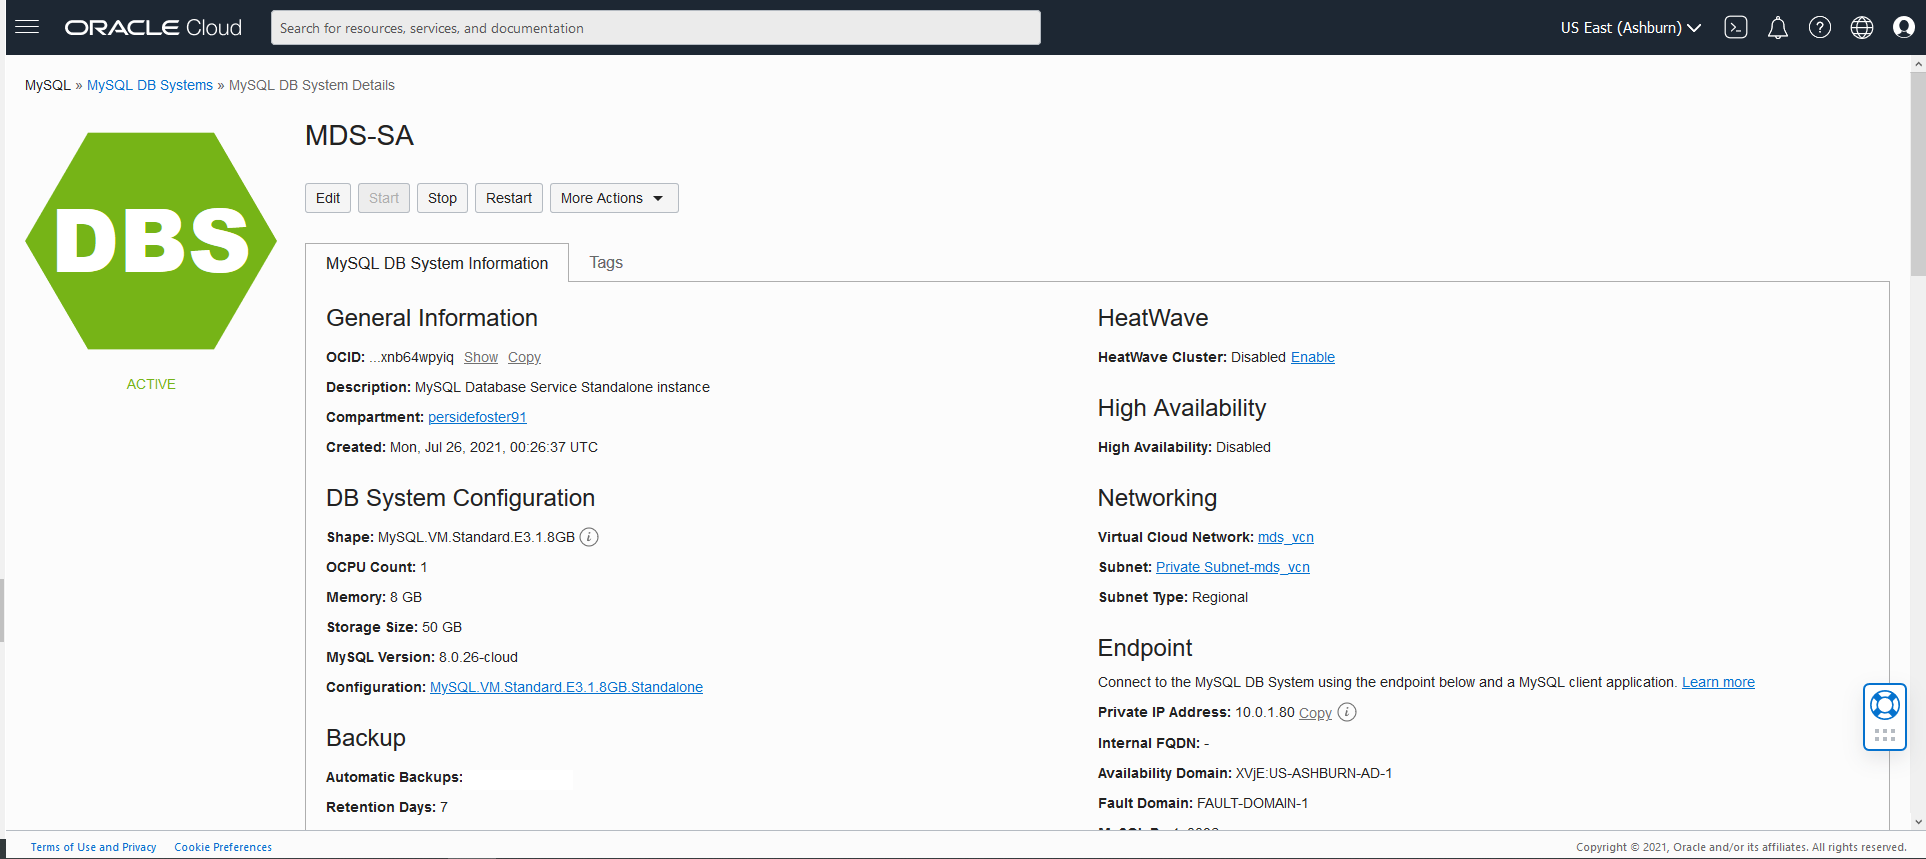 ORACLE Cloud
Search for resources, services, and documentation
US East (Ashburn)
MySQL » MySQL DB Systems » MySQL DB System Details
DBS
ACTIVE
MDS-SA
Edit Start Stop Restart More Actions
MySQL DB System Information Tags
General Information
OCID: ...xnb64wpyiq Show Copy
Description: MySQL Database Service Standalone instance
Compartment: persidefoster91
Created: Mon, Jul 26, 2021, 00:26:37 UTC
DB System Configuration
Shape: MySQL.VM.Standard.E3.1.8GB
OCPU Count: 1
Memory: 8 GB
Storage Size: 50 GB
MySQL Version: 8.0.26-cloud
Configuration: MySQL.VM.Standard.E3.1.8GB.Standalone
Backup
Automatic Backups:
Retention Days: 7
HeatWave
HeatWave Cluster: Disabled Enable
High Availability
High Availability: Disabled
Networking
Virtual Cloud Network: mds_vcn
Subnet: Private Subnet-mds_vcn
Subnet Type: Regional
Endpoint
Connect to the MySQL DB System using the endpoint below and a MySQL client application. Learn more
Private IP Address: 10.0.1.80 Copy
Internal FQDN: -
Availability Domain: XVjE:US-ASHBURN-AD-1
Fault Domain: FAULT-DOMAIN-1
Terms of Use and Privacy Cookie Preferences
Copyright © 2021, Oracle and/or its affiliates. All rights reserved.